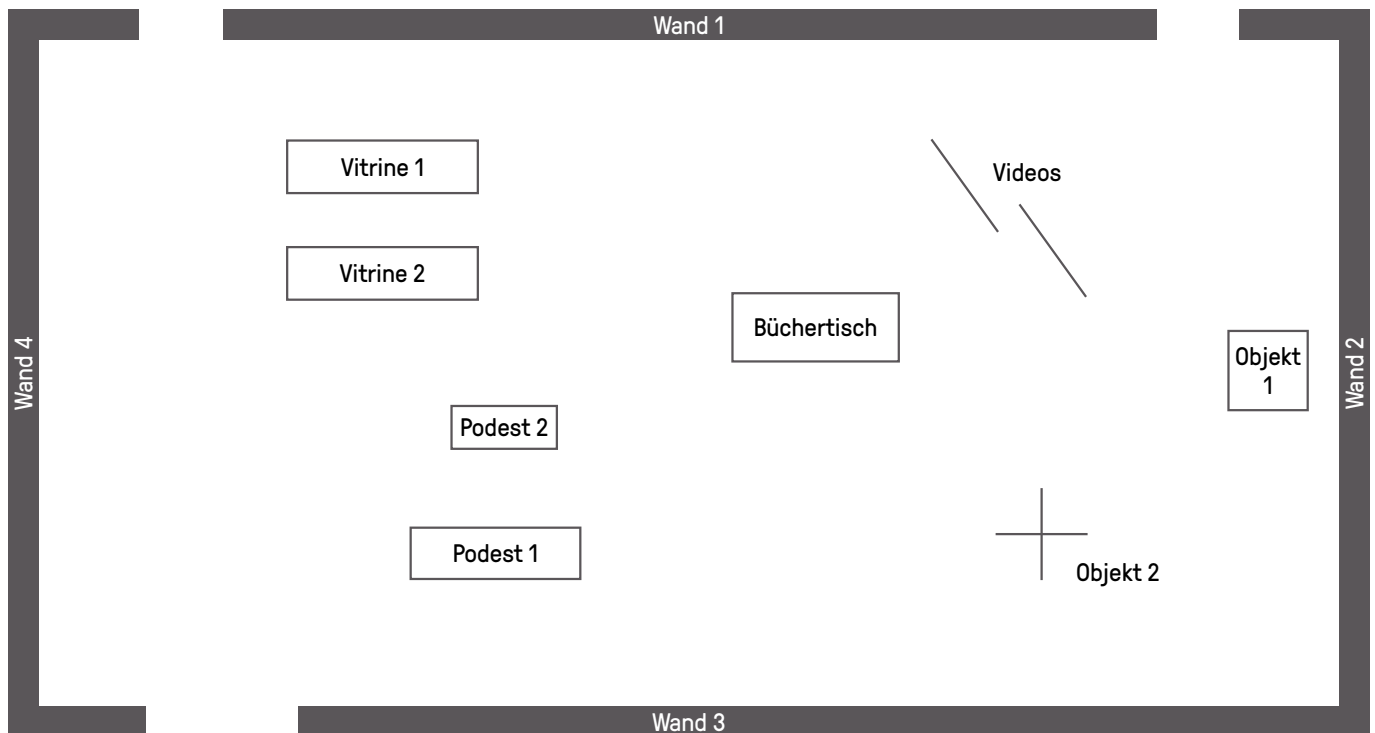 Wand 1
Vitrine 1
Videos
Vitrine 2
Büchertisch
Wand 4
Objekt
1
Wand 2
Podest 2
Podest 1
Objekt 2
Wand 3